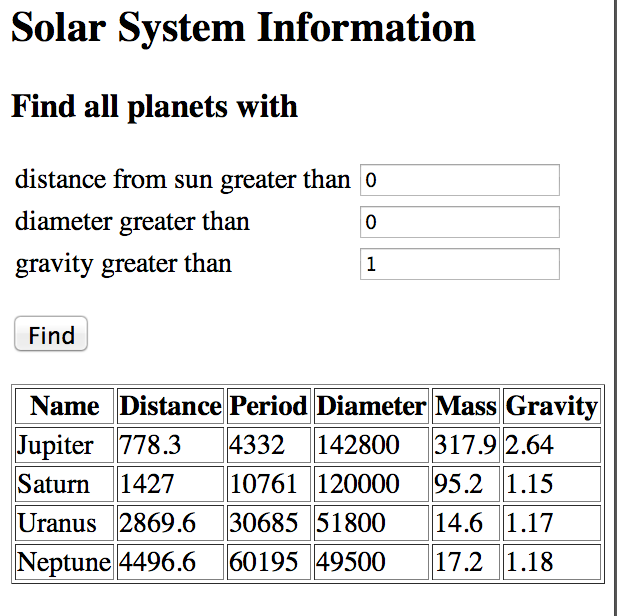 Solar System Information
Find all planets with
distance from sun greater than 0
diameter greater than 0
gravity greater than 1
Find
Name Distance Period Diameter Mass Gravity
Jupiter 778.3 4332 142800 317.9 2.64
Saturn 1427 10761 120000 95.2 1.15
Uranus 2869.6 30685 51800 14.6 1.17
Neptune 4496.6 60195 49500 17.2 1.18